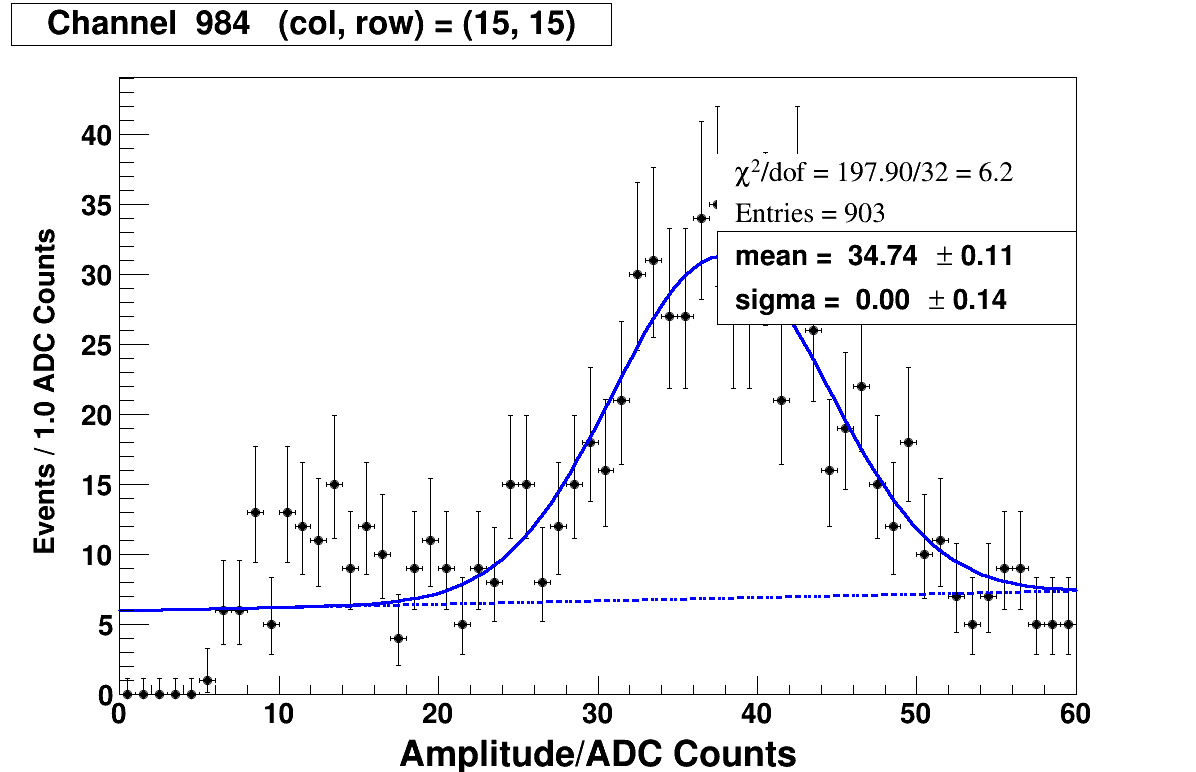 Channel 984 (col, row) = (15, 15)
χ²/dof = 197.90/32 = 6.2
Entries = 903
mean = 34.74 ± 0.11
sigma = 0.00 ± 0.14
Events / 1.0 ADC Counts
40
35
30
25
20
15
10
5
0
0 10 20 30 40 50 60
Amplitude/ADC Counts